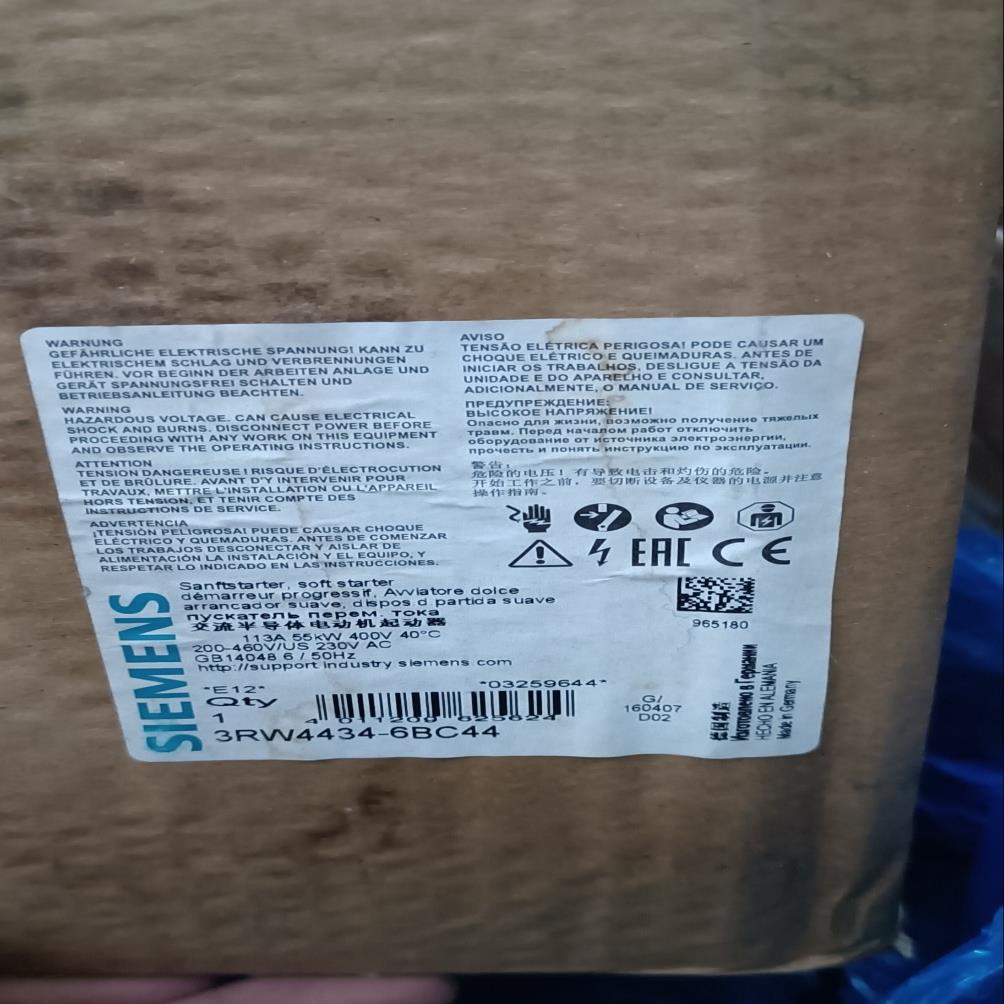 WARNUNG
GEFÄHRLICHE ELEKTRISCHE SPANNUNG! KANN ZU
ELEKTRISCHEM SCHLAG UND VERBRENNUNGEN
FÜHREN. VOR BEGINN DER ARBEITEN ANLAGE UND
GERÄT SPANNUNGSFREI SCHALTEN UND
BETRIEBSANLEITUNG BEACHTEN.
WARNING
HAZARDOUS VOLTAGE. CAN CAUSE ELECTRICAL
SHOCK AND BURNS. DISCONNECT POWER BEFORE
PROCEEDING WITH ANY WORK ON THIS EQUIPMENT
AND OBSERVE THE OPERATING INSTRUCTIONS.
ATTENTION
TENSION DANGEREUSE ! RISQUE D'ÉLECTROCUTION
ET DE BRÛLURE. AVANT D'Y INTERVENIR POUR
TRAVAUX, METTRE L'INSTALLATION OU L'APPAREIL
HORS TENSION, ET TENIR COMPTE DES
INSTRUCTIONS DE SERVICE.
ADVERTENCIA
¡TENSIÓN PELIGROSA! PUEDE CAUSAR CHOQUE
ELÉCTRICO Y QUEMADURAS. ANTES DE COMENZAR
LOS TRABAJOS DESCONECTAR Y AISLAR DE
ALIMENTACIÓN LA INSTALACIÓN Y EL EQUIPO, Y
RESPETAR LO INDICADO EN LAS INSTRUCCIONES.
AVISO
TENSÃO ELÉTRICA PERIGOSA! PODE CAUSAR UM
CHOQUE ELÉTRICO E QUEIMADURAS. ANTES DE
INICIAR OS TRABALHOS, DESLIGUE A TENSÃO DA
UNIDADE E DO APARELHO E CONSULTAR,
ADICIONALMENTE, O MANUAL DE SERVIÇO.
ПРЕДУПРЕЖДЕНИЕ:
ВЫСОКОЕ НАПРЯЖЕНИЕ!
Опасно для жизни, возможно получение тяжелых
травм. Перед началом работ отключить
оборудование от источника электроэнергии,
прочесть и понять инструкцию по эксплуатации.
警告:
危险的电压! 有导致电击和灼伤的危险。
开始工作之前, 要切断设备及仪器的电源并注意
操作指南。
EAC CE
SIEMENS
Sanftstarter, soft starter
démarreur progressif, Avviatore dolce
arrancador suave, dispos d partida suave
пускатель перем. тока
交流半导体电动机起动器
113A 55kW 400V 40°C
200-460V/US 230V AC
GB14048.6 / 50Hz
http://support industry siemens com
965180
*E12*
*03259644*
Qty
1
4 011209 825624
3RW4434-6BC44
G/
160407
D02
德国制造
Изготовлено в Германии
HECHO EN ALEMANIA
Made in Germany